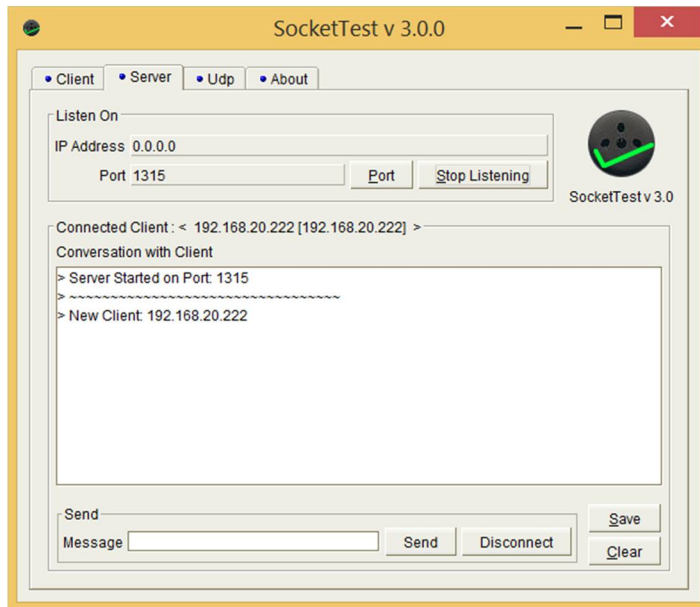 SocketTest v 3.0.0
Client Server Udp About
Listen On
IP Address 0.0.0.0
Port 1315 Port Stop Listening
SocketTest v 3.0
Connected Client : < 192.168.20.222 [192.168.20.222] >
Conversation with Client
> Server Started on Port: 1315
> ~~~~~~~~~~~~~~~~~~~~~~~~~~~~~~~~~
> New Client: 192.168.20.222
Send
Message Send Disconnect
Save
Clear